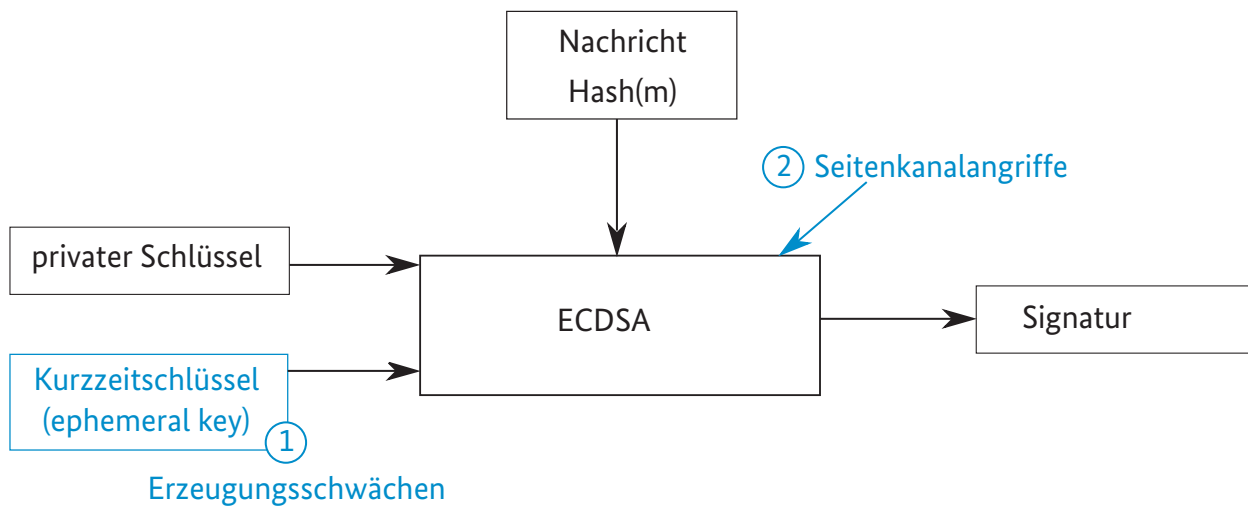 Nachricht
Hash(m)
2 Seitenkanalangriffe
privater Schlüssel
ECDSA
Signatur
Kurzzeitschlüssel
(ephemeral key)
1
Erzeugungsschwächen